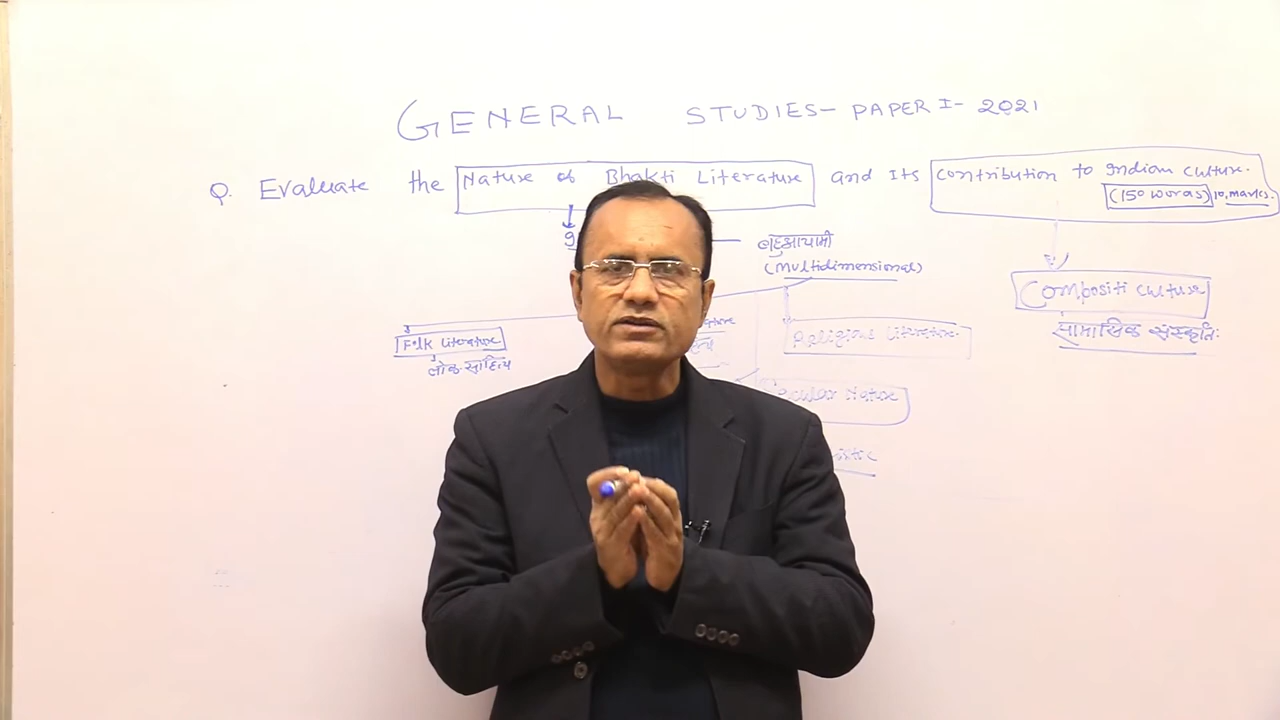 GENERAL STUDIES- PAPER I- 2021
Q. Evaluate the Nature of Bhakti Literature and Its Contribution to Indian Culture.
(150 words) 10, Marks.
बहुआयामी
(Multidimensional)
Compositi Culture
सामासिक संस्कृति
Folk Literature
लोक साहित्य
Religious Literature
Nature